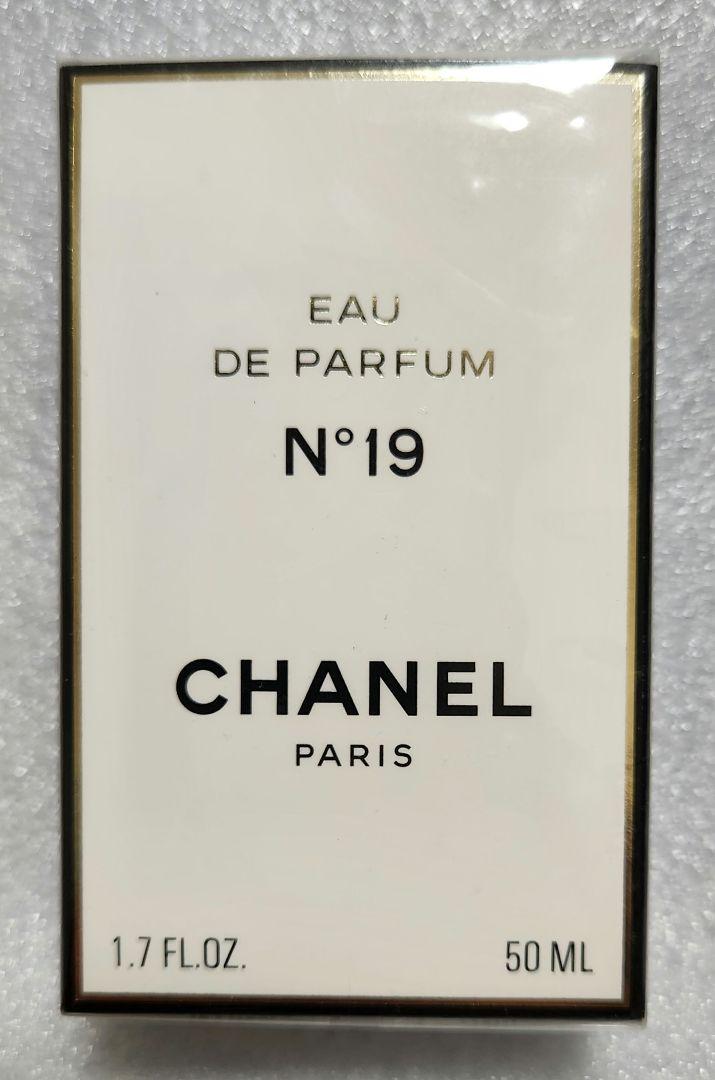 EAU
DE PARFUM
N°19
CHANEL
PARIS
1.7 FL.OZ. 50 ML